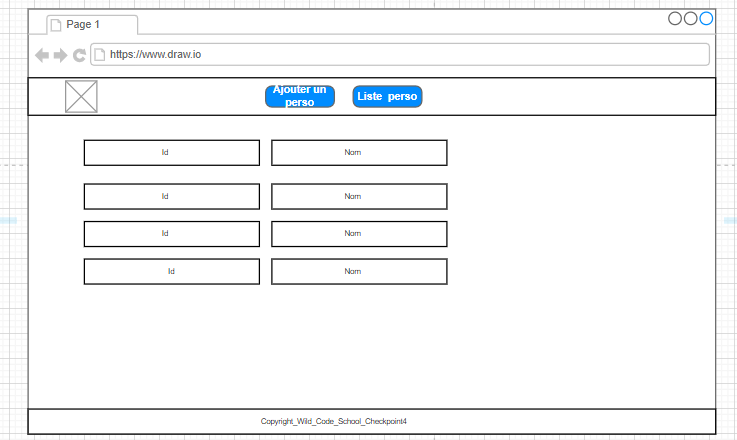 Page 1
https://www.draw.io
Ajouter un
perso
Liste perso
Id
Nom
Id
Nom
Id
Nom
Id
Nom
Copyright_Wild_Code_School_Checkpoint4